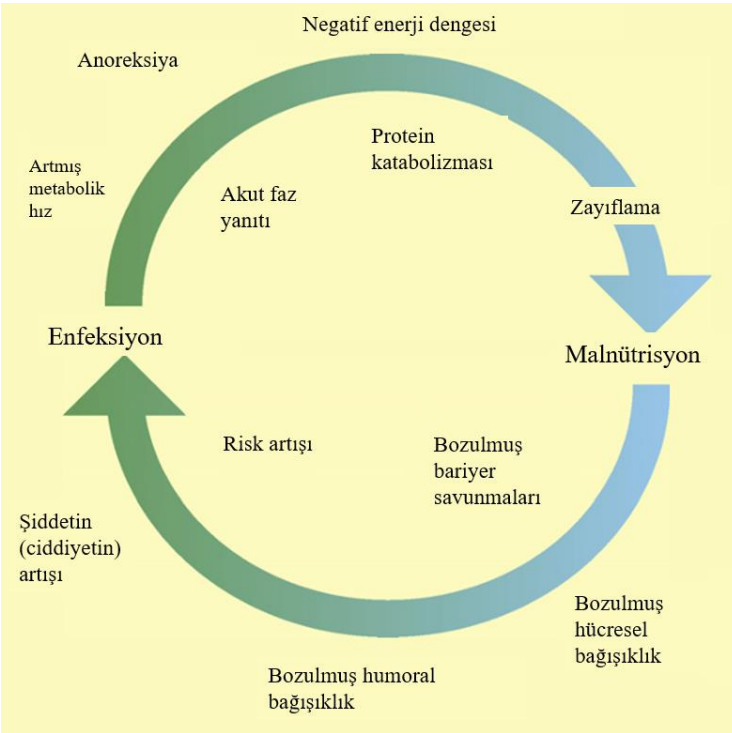 Negatif enerji dengesi
Anoreksiya
Protein
katabolizması
Artmış
metabolik
hız
Akut faz
yanıtı
Zayıflama
Enfeksiyon
Malnütrisyon
Risk artışı
Bozulmuş
bariyer
savunmaları
Şiddetin
(ciddiyetin)
artışı
Bozulmuş
hücresel
bağışıklık
Bozulmuş humoral
bağışıklık